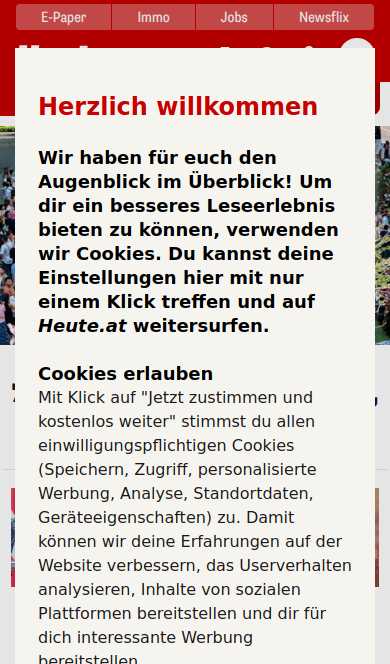 E-Paper Immo Jobs Newsflix
Herzlich willkommen
Wir haben für euch den
Augenblick im Überblick! Um
dir ein besseres Leseerlebnis
bieten zu können, verwenden
wir Cookies. Du kannst deine
Einstellungen hier mit nur
einem Klick treffen und auf
Heute.at weitersurfen.
Cookies erlauben
Mit Klick auf "Jetzt zustimmen und
kostenlos weiter" stimmst du allen
einwilligungspflichtigen Cookies
(Speichern, Zugriff, personalisierte
Werbung, Analyse, Standortdaten,
Geräteeigenschaften) zu. Damit
können wir deine Erfahrungen auf der
Website verbessern, das Userverhalten
analysieren, Inhalte von sozialen
Plattformen bereitstellen und dir für
dich interessante Werbung
bereitstellen